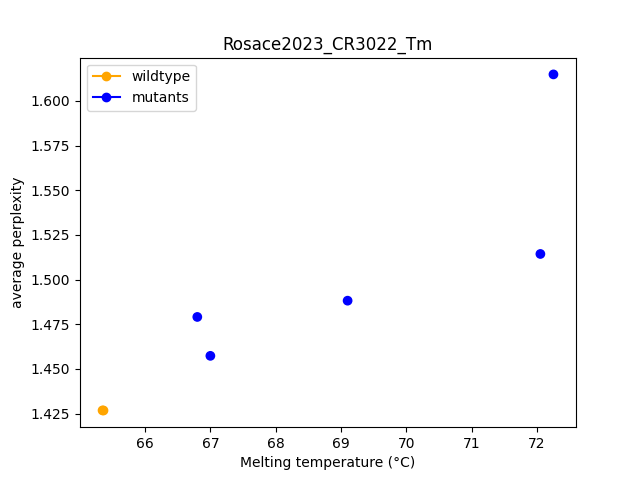 Rosace2023_CR3022_Tm
wildtype
mutants
average perplexity
1.600
1.575
1.550
1.525
1.500
1.475
1.450
1.425
66 67 68 69 70 71 72
Melting temperature (°C)